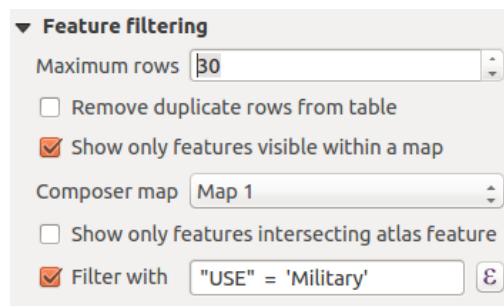 Feature filtering
Maximum rows 30
Remove duplicate rows from table
Show only features visible within a map
Composer map Map 1
Show only features intersecting atlas feature
Filter with "USE" = 'Military' ε